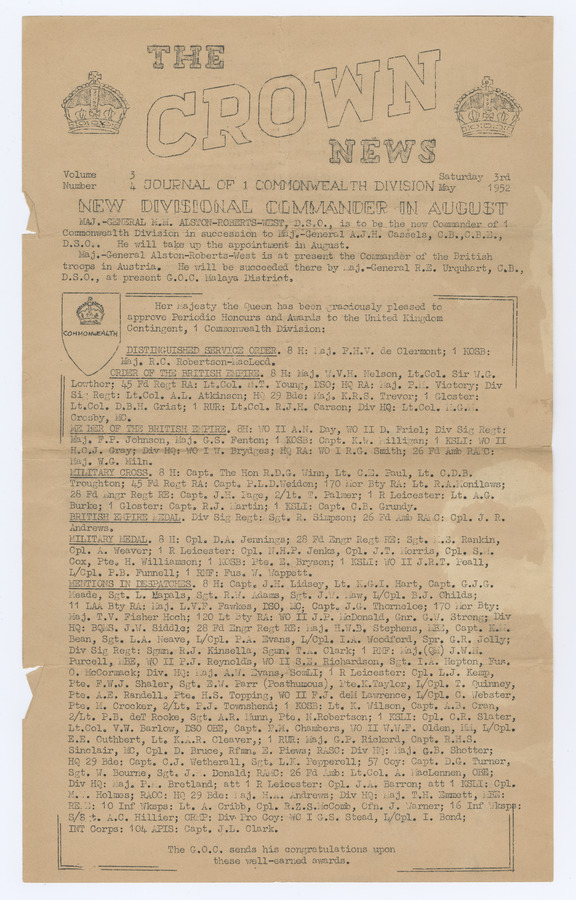 THE
CROWN
NEWS
Volume 3
Number 4
JOURNAL OF 1 COMMONWEALTH DIVISION
Saturday 3rd
May 1952
NEW DIVISIONAL COMMANDER IN AUGUST
MAJ.-GENERAL M.M. ALSTON-ROBERTS-WEST, D.S.O., is to be the new Commander of 1
Commonwealth Division in succession to Maj.-General A.J.H. Cassels, C.B.,C.B.E.,
D.S.O.. He will take up the appointment in August.
Maj.-General Alston-Roberts-West is at present the Commander of the British
troops in Austria. He will be succeeded there by Maj.-General R.E. Urquhart, C.B.,
D.S.O., at present G.O.C. Malaya District.
COMMONWEALTH
Her Majesty the Queen has been graciously pleased to
approve Periodic Honours and Awards to the United Kingdom
Contingent, 1 Commonwealth Division:
DISTINGUISHED SERVICE ORDER. 8 H: Maj. P.H.V. de Clermont; 1 KOSB:
Maj. R.C. Robertson-MacLeod.
ORDER OF THE BRITISH EMPIRE. 8 H: Maj. W.V.H. Nelson, Lt.Col. Sir W.G.
Lowther; 45 Fd Regt RA: Lt.Col. M.T. Young, DSO; HQ RA: Maj. P.M. Victory; Div
Sig Regt: Lt.Col. A.L. Atkinson; HQ 29 Bde: Maj. K.R.S. Trevor; 1 Gloster:
Lt.Col. D.B.H. Grist; 1 RUR: Lt.Col. R.J.H. Carson; Div HQ: Lt.Col.
Crosby, MC.
MEMBER OF THE BRITISH EMPIRE. 8H: WO II A.N. Day, WO II D. Friel; Div Sig Regt:
Maj. F.P. Johnson, Maj. G.S. Fenton; 1 KOSB: Capt. K.W. Milligan; 1 KSLI: WO II
H.C.J. Gray; Div HQ: WO I W. Brydges; HQ RA: WO I R.G. Smith; 26 Fd Amb RAMC:
Maj. W.G. Miln.
MILITARY CROSS. 8 H: Capt. The Hon R.D.G. Winn, Lt. C.E. Paul, Lt. C.D.B.
Troughton; 45 Fd Regt RA: Capt. P.L.D.Weldon; 170 Mor Bty RA: Lt. R.A.Monilaws;
28 Fd Engr Regt RE: Capt. J.H. Page, 2/lt. T. Palmer; 1 R Leicester: Lt. A.G.
Burke; 1 Gloster: Capt. R.J. Martin; 1 KSLI: Capt. C.B. Grundy.
BRITISH EMPIRE MEDAL. Div Sig Regt: Sgt. R. Simpson; 26 Fd Amb RAMC: Cpl. J. R.
Andrews.
MILITARY MEDAL. 8 H: Cpl. D.A. Jennings; 28 Fd Engr Regt RE: Sgt. M.S. Rankin,
Cpl. A. Weaver; 1 R Leicester: Cpl. N.H.P. Jenks, Cpl. J.T. Morris, Cpl. S.M.
Cox, Pte. H. Williamson; 1 KOSB: Pte. E. Bryson; 1 KSLI: WO II J.R.T. Peall,
L/Cpl. P.B. Funnell; 1 RNF: Fus. W. Wappett.
MENTIONS IN DESPATCHES. 8 H: Capt. J.H. Lidsey, Lt. K.G.I. Hart, Capt. G.J.G.
Meade, Sgt. L. Mapals, Sgt. R.W. Adams, Sgt. J.W. Maw, L/Cpl. B.J. Childs;
11 LAA Bty RA: Maj. L.V.F. Fawkes, DSO, MC; Capt. J.G. Thorneloe; 170 Mor Bty:
Maj. T.V. Fisher Hoch; 120 Lt Bty RA: WO II J.P. McDonald, Gnr. G.W. Strong; Div
HQ: BQMS. J.W. Siddle; 28 Fd Engr Regt RE: Maj. H.W.B. Stephens, MBE, Capt.
Bean, Sgt. L.A. Neave, L/Cpl. P.A. Evans, L/Cpl. I.A. Woodford, Spr. G.R. Jolly;
Div Sig Regt: Sgmn. R.J. Kinsella, Sgmn. T.A. Clark; 1 RNF: Maj.(QM) J.W.M.
Purcell, MBE, WO II P.J. Reynolds, WO II S.E. Richardson, Sgt. I.A. Hepton, Fus.
O. McCormack; Div. HQ: Maj. A.W. Evans, SomLI; 1 R Leicester: Cpl. L.J. Kemp,
Pte. F.W.J. Shaler, Sgt. E.W. Parr (Posthumous), Pte.K.Taylor, L/Cpl. F. Quinney,
Pte. A.E. Randell, Pte. H.S. Topping, WO II F.J. deM Lawrence, L/Cpl. C. Webster,
Pte. M. Crocker, 2/Lt. P.J. Townshend; 1 KOSB: Lt. K. Wilson, Capt. A.B. Cran,
2/Lt. P.B. deT Rooke, Sgt. A.R. Munn, Pte. N.Robertson; 1 KSLI: Cpl. C.R. Slater,
Lt.Col. V.W. Barlow, DSO OBE, Capt. F.M. Chambers, WO II W.W.F. Olden, MM, L/Cpl.
E.E. Cuthbert, Lt. K.A.R. Cleaver,; 1 RUR: Maj. G.P. Rickord, Capt. R.H.S.
Sinclair, MC, Cpl. D. Bruce, Rfmn. E. Piews; RASC: Div HQ: Maj. G.B. Shotter;
HQ 29 Bde: Capt. C.J. Wetherall, Sgt. L.K. Pepperell; 57 Coy: Capt. D.G. Turner,
Sgt. W. Bourne, Sgt. J.W. Donald; RAMC: 26 Fd Amb: Lt.Col. A. MacLennen, OBE;
Div HQ: Maj. P.M. Bretland; att 1 R Leicester: Cpl. J.A. Barron; att 1 KSLI: Cpl.
Holmes; RAOC: HQ 29 Bde: Maj. H.A. Andrews; Div HQ: Maj. T.H. Emmott, MBE:
REME: 10 Inf Wksps: Lt. A. Cribb, Cpl. R.Z.S.McComb, Cfn. J. Warner; 16 Inf Wksps:
S/Sgt. A.C. Hillier; CRMP: Div Pro Coy: WO I G.S. Stead, L/Cpl. I. Bond;
INT Corps: 104 APIS: Capt. J.L. Clark.
The G.O.C. sends his congratulations upon
these well-earned awards.